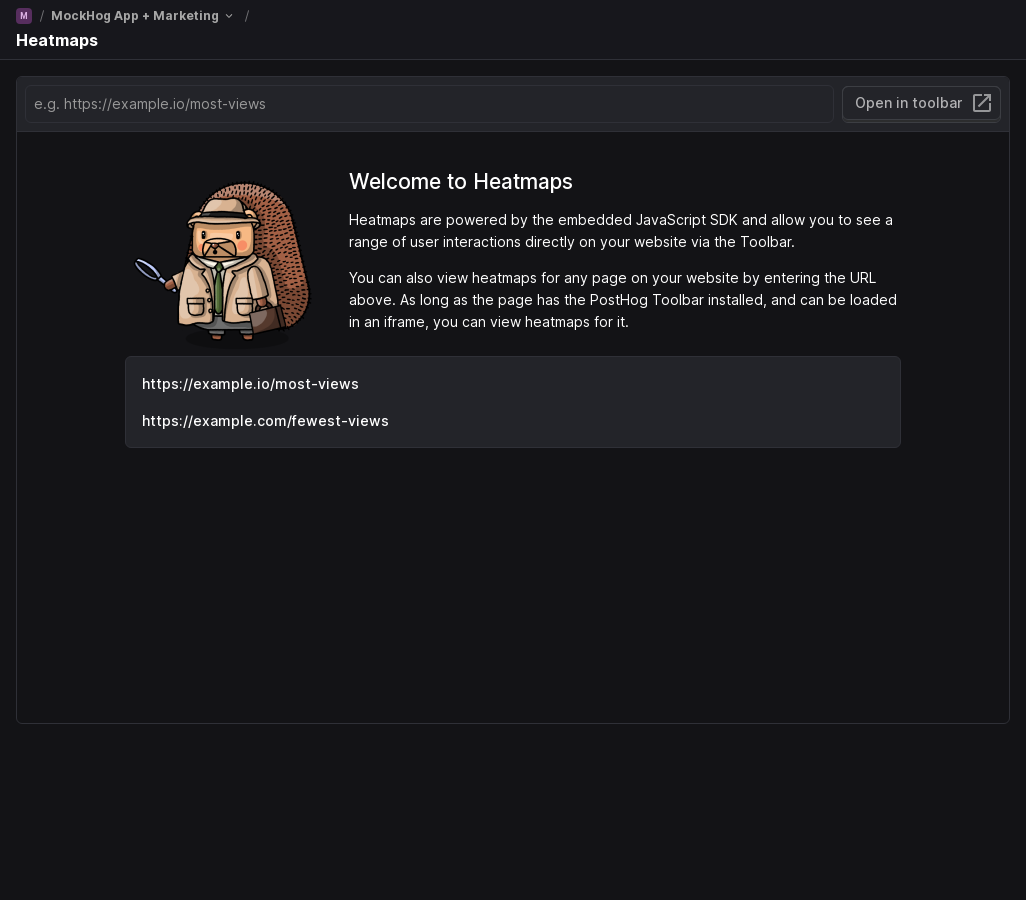 M / MockHog App + Marketing /
Heatmaps
e.g. https://example.io/most-views
Open in toolbar
Welcome to Heatmaps
Heatmaps are powered by the embedded JavaScript SDK and allow you to see a
range of user interactions directly on your website via the Toolbar.
You can also view heatmaps for any page on your website by entering the URL
above. As long as the page has the PostHog Toolbar installed, and can be loaded
in an iframe, you can view heatmaps for it.
https://example.io/most-views
https://example.com/fewest-views